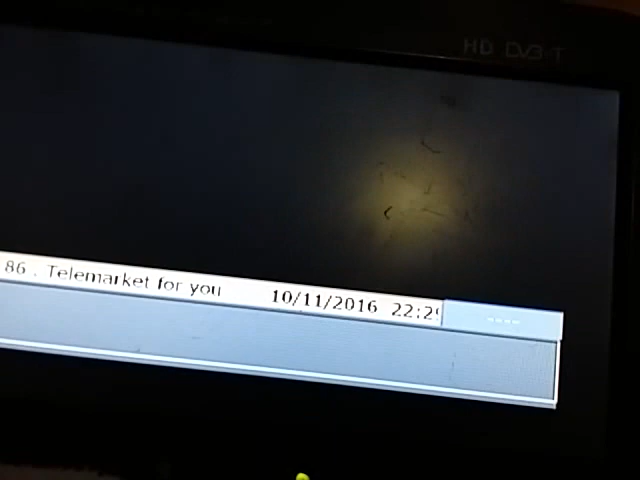 HD DVB-T
86 . Telemarket for you 10/11/2016 22:2
----